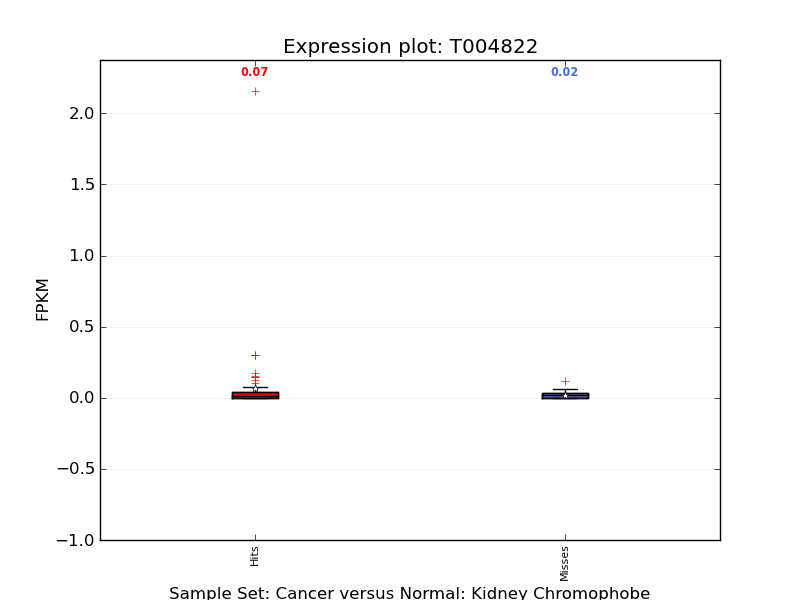 Expression plot: T004822
0.07
0.02
2.0
1.5
1.0
0.5
0.0
−0.5
−1.0
FPKM
Hits
Misses
Sample Set: Cancer versus Normal: Kidney Chromophobe